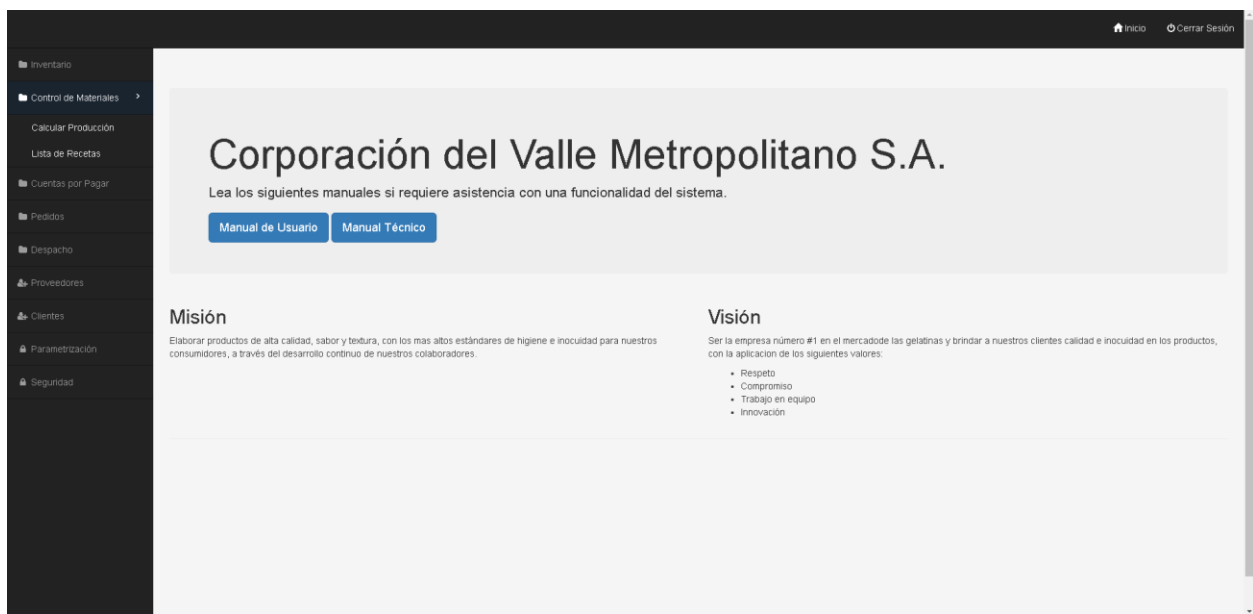 Inicio
Cerrar Sesión
Inventario
Control de Materiales
Calcular Producción
Lista de Recetas
Cuentas por Pagar
Pedidos
Despacho
Proveedores
Clientes
Parametrización
Seguridad
Corporación del Valle Metropolitano S.A.
Lea los siguientes manuales si requiere asistencia con una funcionalidad del sistema.
Manual de Usuario
Manual Técnico
Misión
Elaborar productos de alta calidad, sabor y textura, con los mas altos estándares de higiene e inocuidad para nuestros
consumidores, a través del desarrollo continuo de nuestros colaboradores.
Visión
Ser la empresa número #1 en el mercadode las gelatinas y brindar a nuestros clientes calidad e inocuidad en los productos,
con la aplicacion de los siguientes valores:
• Respeto
• Compromiso
• Trabajo en equipo
• Innovación